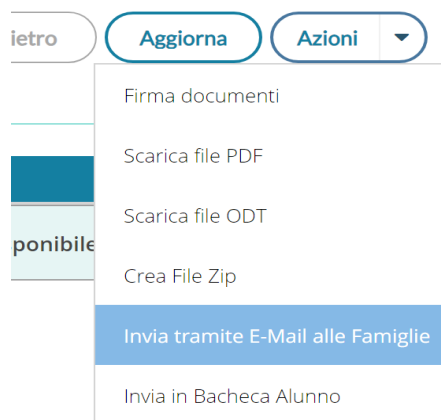 ietro Aggiorna Azioni
Firma documenti
Scarica file PDF
Scarica file ODT
ponibile
Crea File Zip
Invia tramite E-Mail alle Famiglie
Invia in Bacheca Alunno